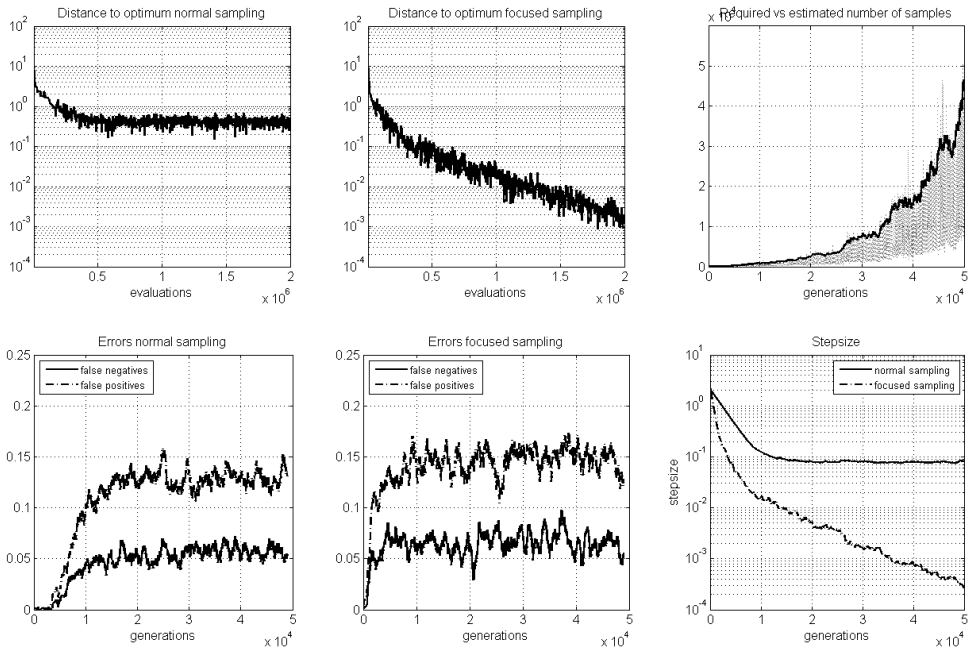 Distance to optimum normal sampling
10^2
10^1
10^0
10^-1
10^-2
10^-3
10^-4
0.5
1
1.5
2
evaluations
x 10^6
Distance to optimum focused sampling
10^2
10^1
10^0
10^-1
10^-2
10^-3
10^-4
0.5
1
1.5
2
evaluations
x 10^6
x 10^4
Required vs estimated number of samples
5
4
3
2
1
0
0
1
2
3
4
5
generations
x 10^4
Errors normal sampling
0.25
0.2
0.15
0.1
0.05
0
false negatives
false positives
0
1
2
3
4
5
generations
x 10^4
Errors focused sampling
0.25
0.2
0.15
0.1
0.05
0
false negatives
false positives
0
1
2
3
4
5
generations
x 10^4
Stepsize
10^1
10^0
10^-1
10^-2
10^-3
10^-4
stepsize
normal sampling
focused sampling
0
1
2
3
4
5
generations
x 10^4